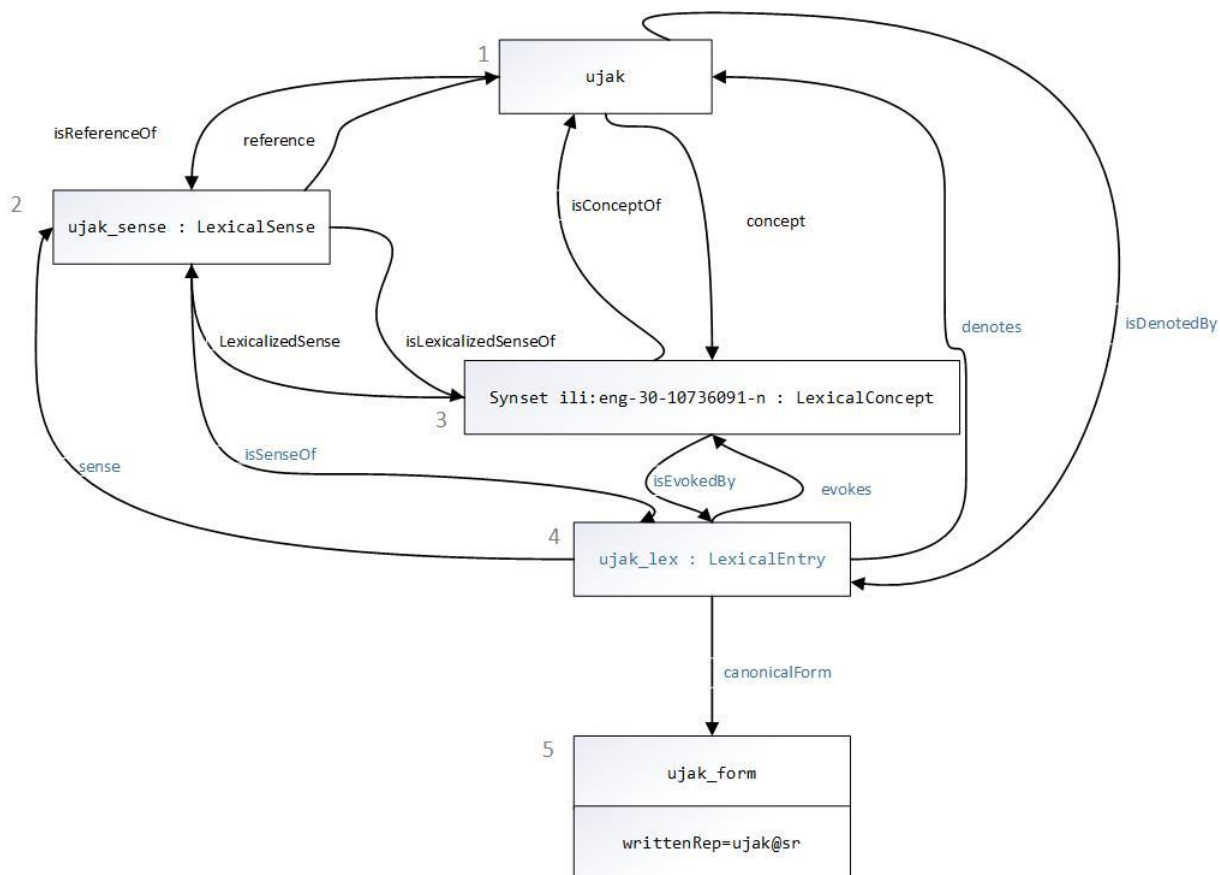 1
ujak
isReferenceOf
reference
2
ujak_sense : LexicalSense
isConceptOf
concept
denotes
isDenotedBy
LexicalizedSense
isLexicalizedSenseOf
Synset ili:eng-30-10736091-n : LexicalConcept
3
sense
isSenseOf
isEvokedBy
evokes
4
ujak_lex : LexicalEntry
canonicalForm
5
ujak_form
writtenRep=ujak@sr